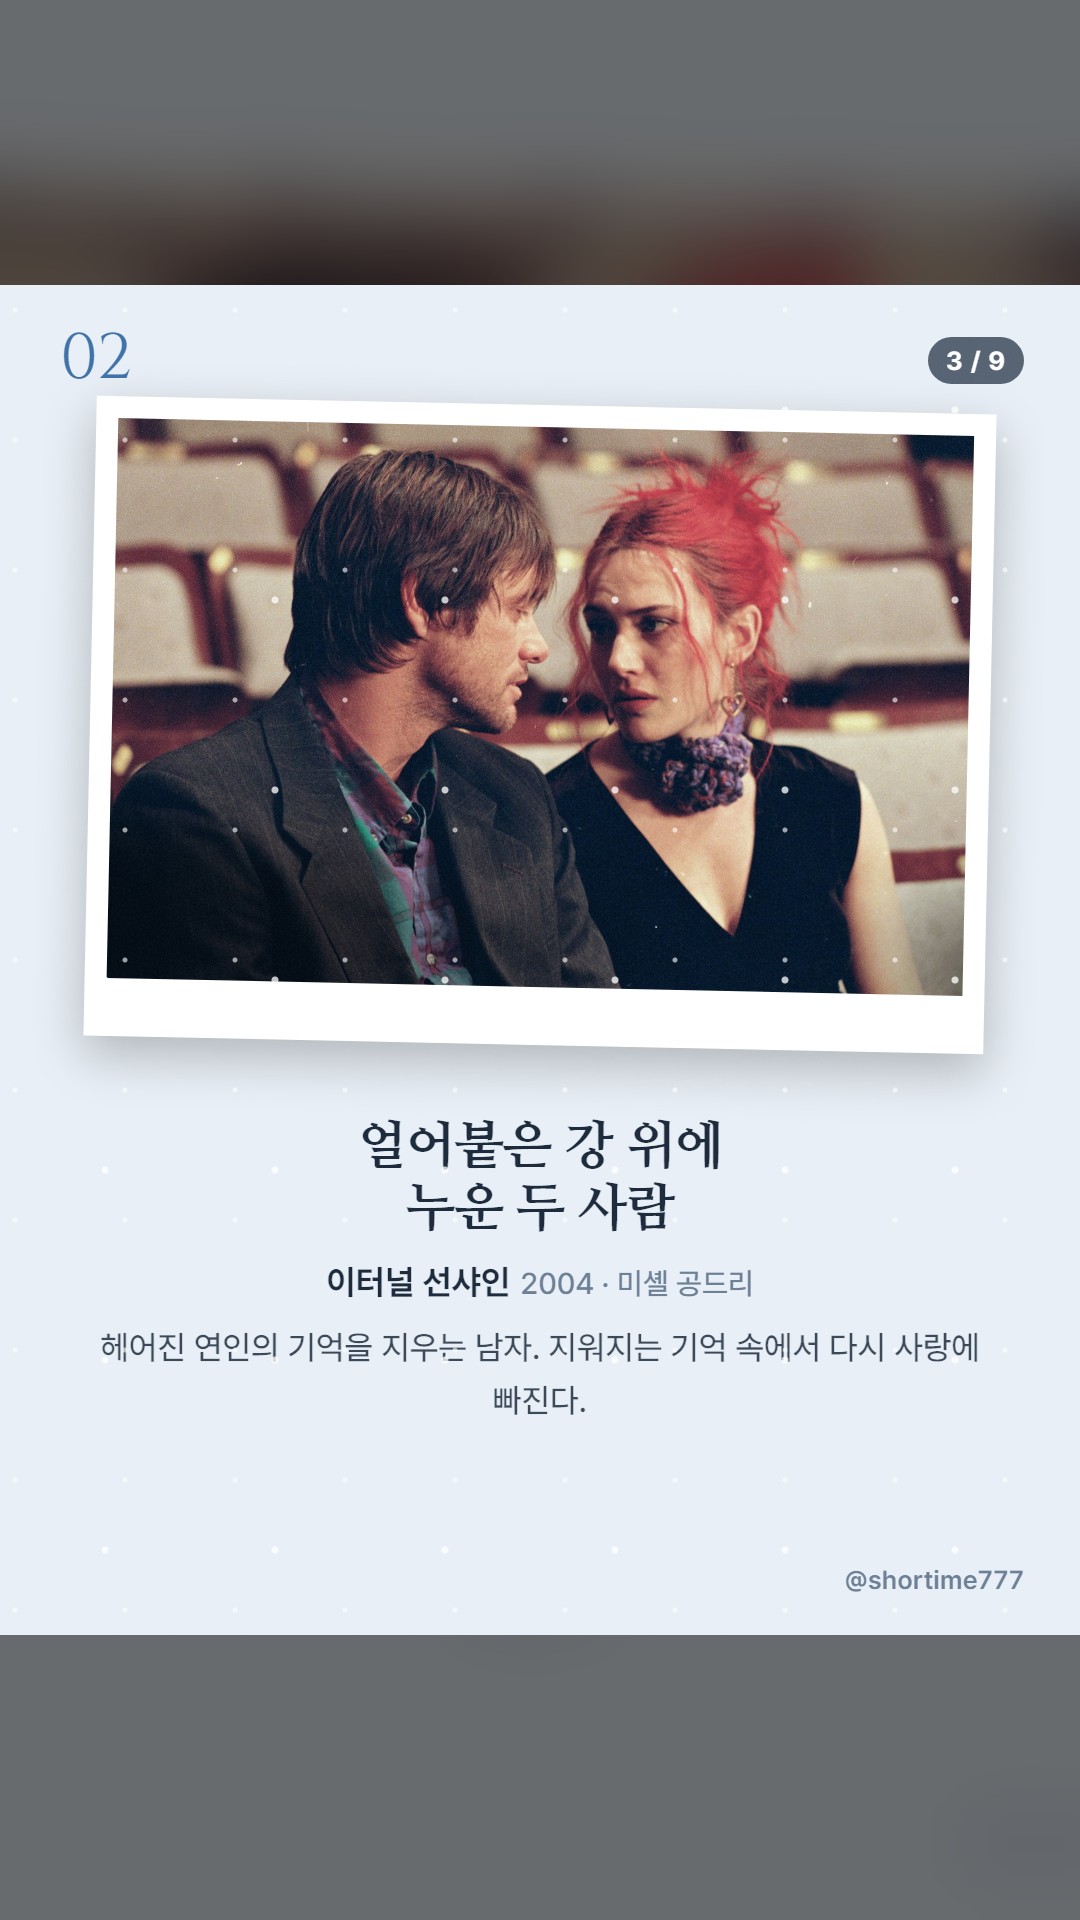 02
3 / 9
얼어붙은 강 위에
누운 두 사람
이터널 선샤인 2004 · 미셸 공드리
헤어진 연인의 기억을 지우는 남자. 지워지는 기억 속에서 다시 사랑에
빠진다.
@shortime777